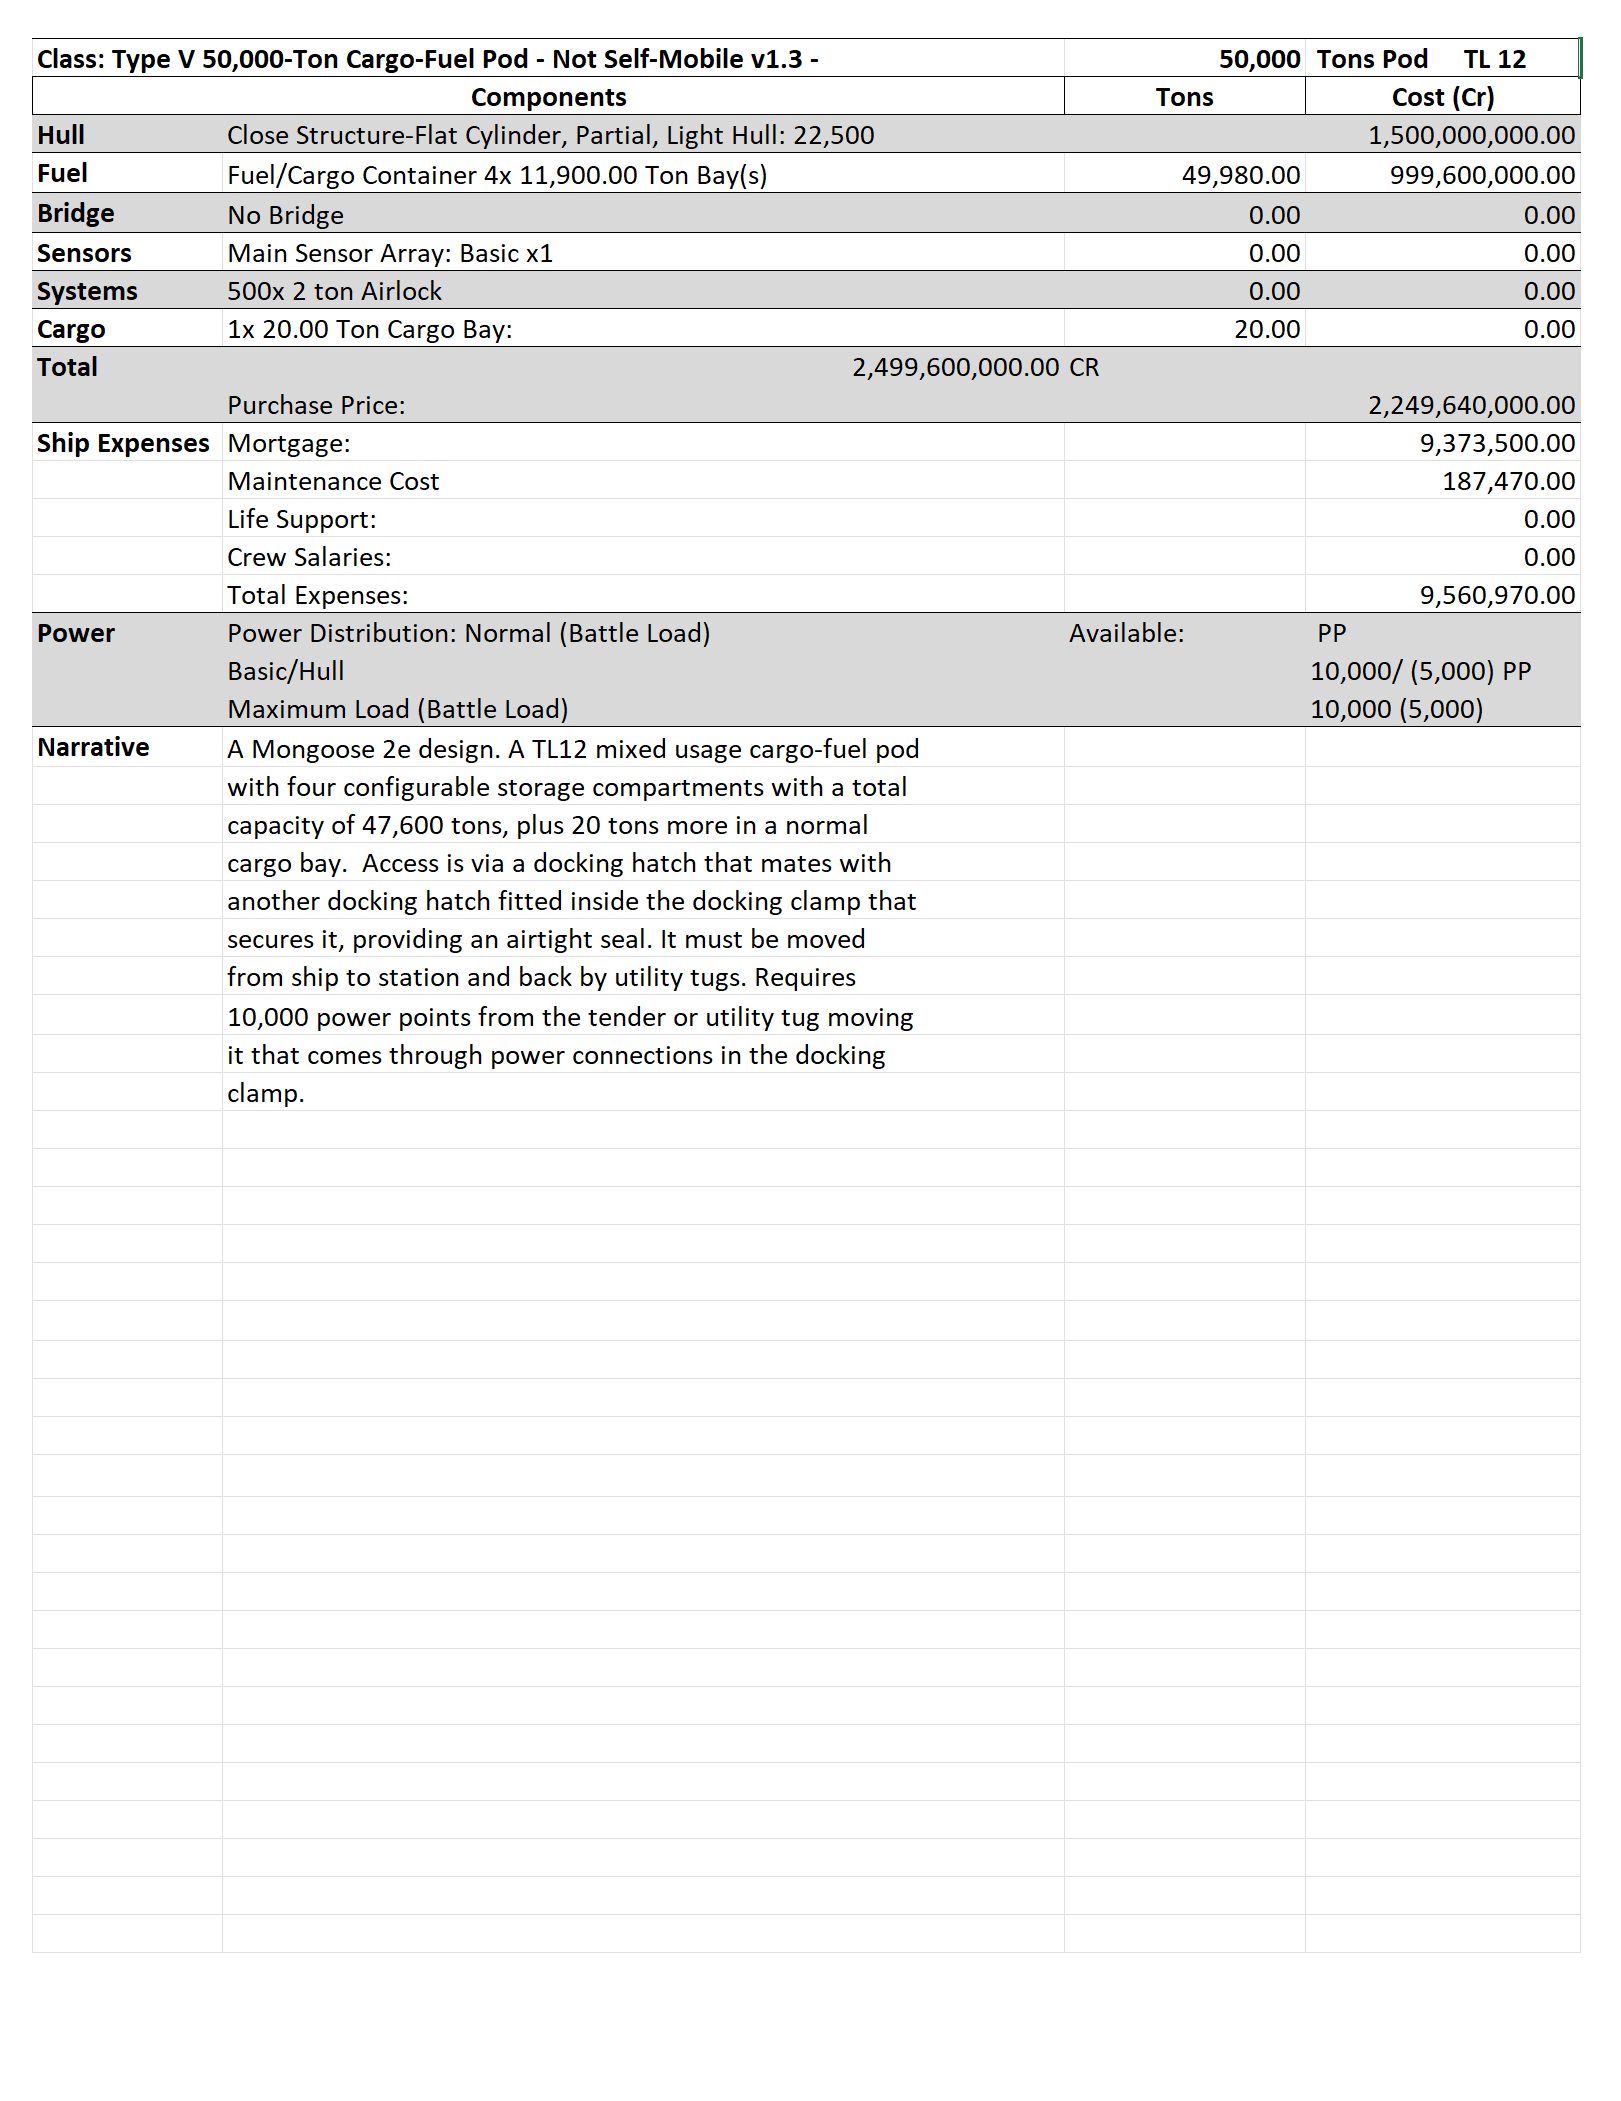 Class: Type V 50,000-Ton Cargo-Fuel Pod - Not Self-Mobile v1.3 - 50,000 Tons Pod TL 12
Components Tons Cost (Cr)
Hull Close Structure-Flat Cylinder, Partial, Light Hull: 22,500 1,500,000,000.00
Fuel Fuel/Cargo Container 4x 11,900.00 Ton Bay(s) 49,980.00 999,600,000.00
Bridge No Bridge 0.00 0.00
Sensors Main Sensor Array: Basic x1 0.00 0.00
Systems 500x 2 ton Airlock 0.00 0.00
Cargo 1x 20.00 Ton Cargo Bay: 20.00 0.00
Total 2,499,600,000.00 CR
Purchase Price: 2,249,640,000.00
Ship Expenses Mortgage: 9,373,500.00
Maintenance Cost 187,470.00
Life Support: 0.00
Crew Salaries: 0.00
Total Expenses: 9,560,970.00
Power Power Distribution: Normal (Battle Load) Available: PP
Basic/Hull 10,000/ (5,000) PP
Maximum Load (Battle Load) 10,000 (5,000)
Narrative A Mongoose 2e design. A TL12 mixed usage cargo-fuel pod
with four configurable storage compartments with a total
capacity of 47,600 tons, plus 20 tons more in a normal
cargo bay.  Access is via a docking hatch that mates with
another docking hatch fitted inside the docking clamp that
secures it, providing an airtight seal. It must be moved
from ship to station and back by utility tugs. Requires
10,000 power points from the tender or utility tug moving
it that comes through power connections in the docking
clamp.